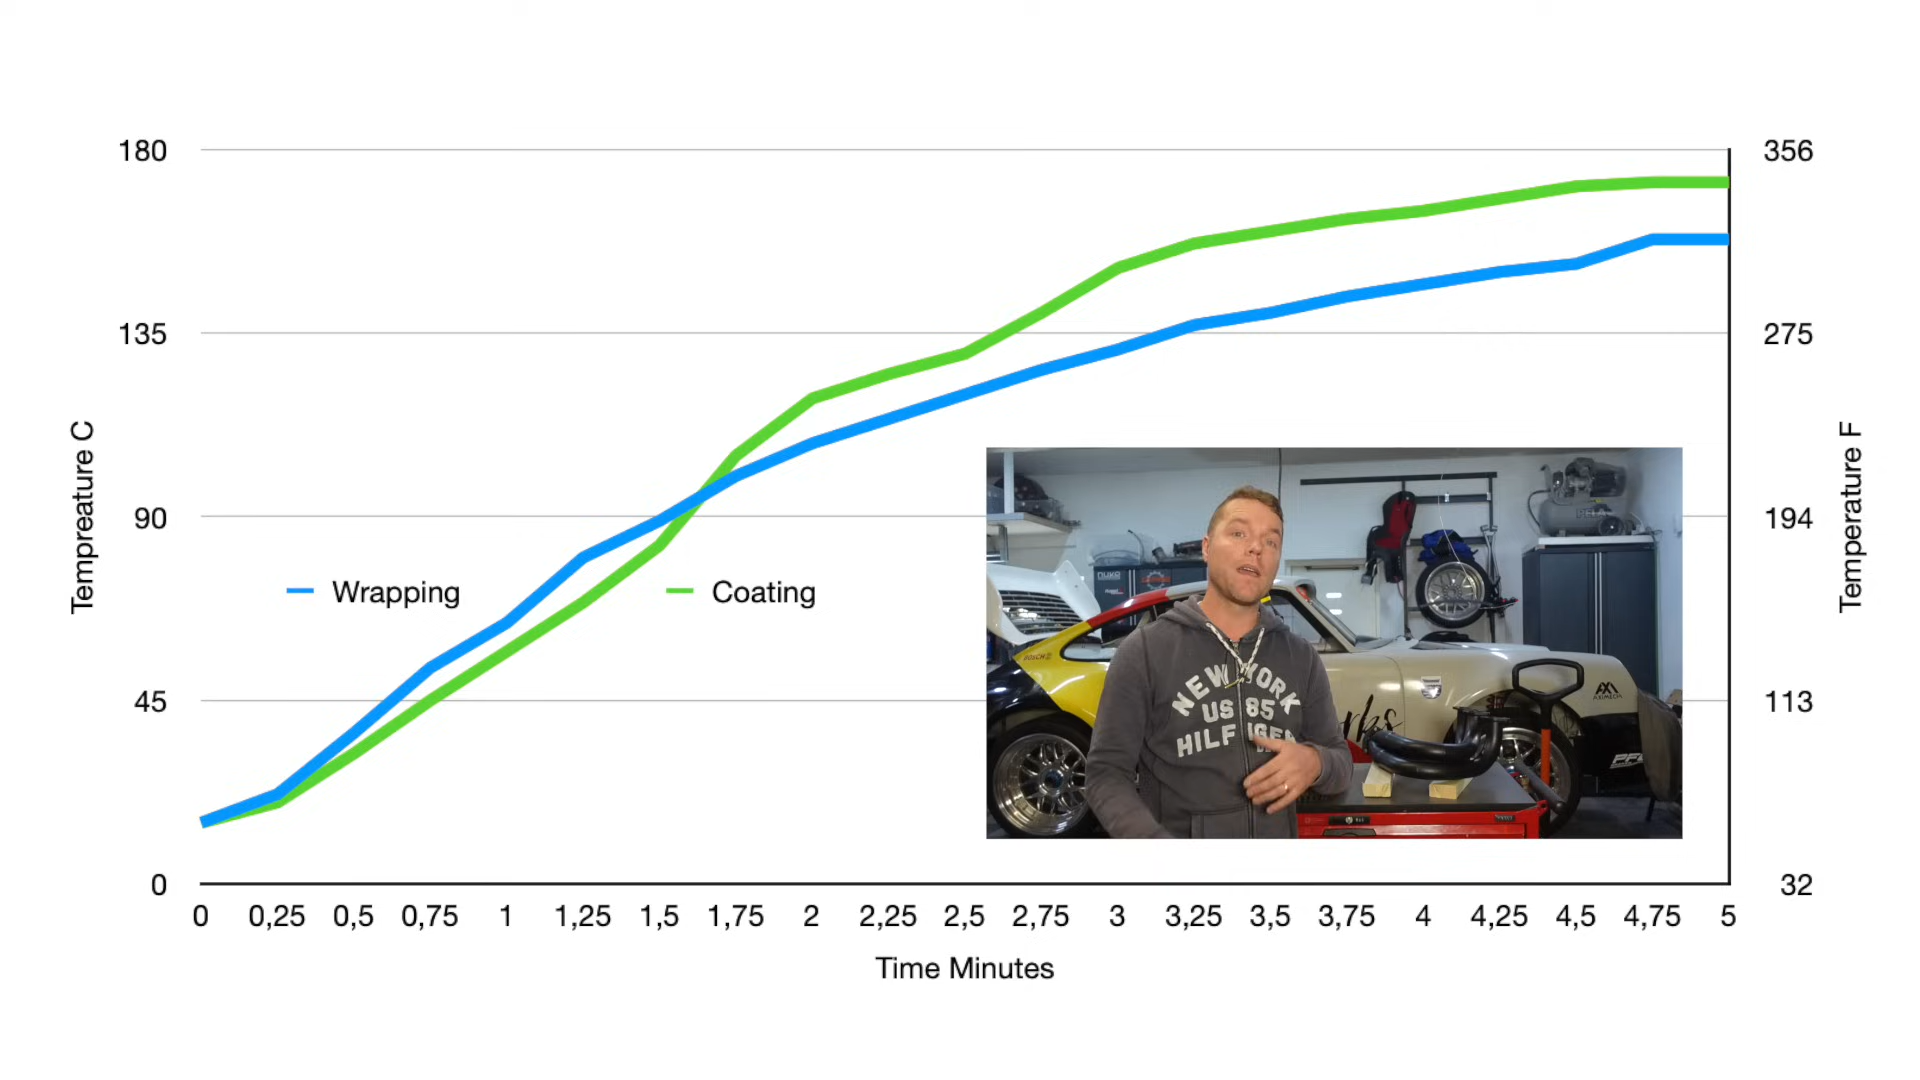 180
356
135
275
Tempreature C
Temperature F
90
194
Wrapping
Coating
45
113
0
32
0 0,25 0,5 0,75 1 1,25 1,5 1,75 2 2,25 2,5 2,75 3 3,25 3,5 3,75 4 4,25 4,5 4,75 5
Time Minutes
NEW YORK
US 85
BOSCH